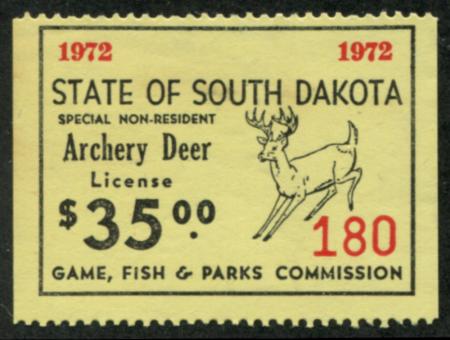 1972 1972
STATE OF SOUTH DAKOTA
SPECIAL NON-RESIDENT
Archery Deer
License
$35.00
180
GAME, FISH & PARKS COMMISSION